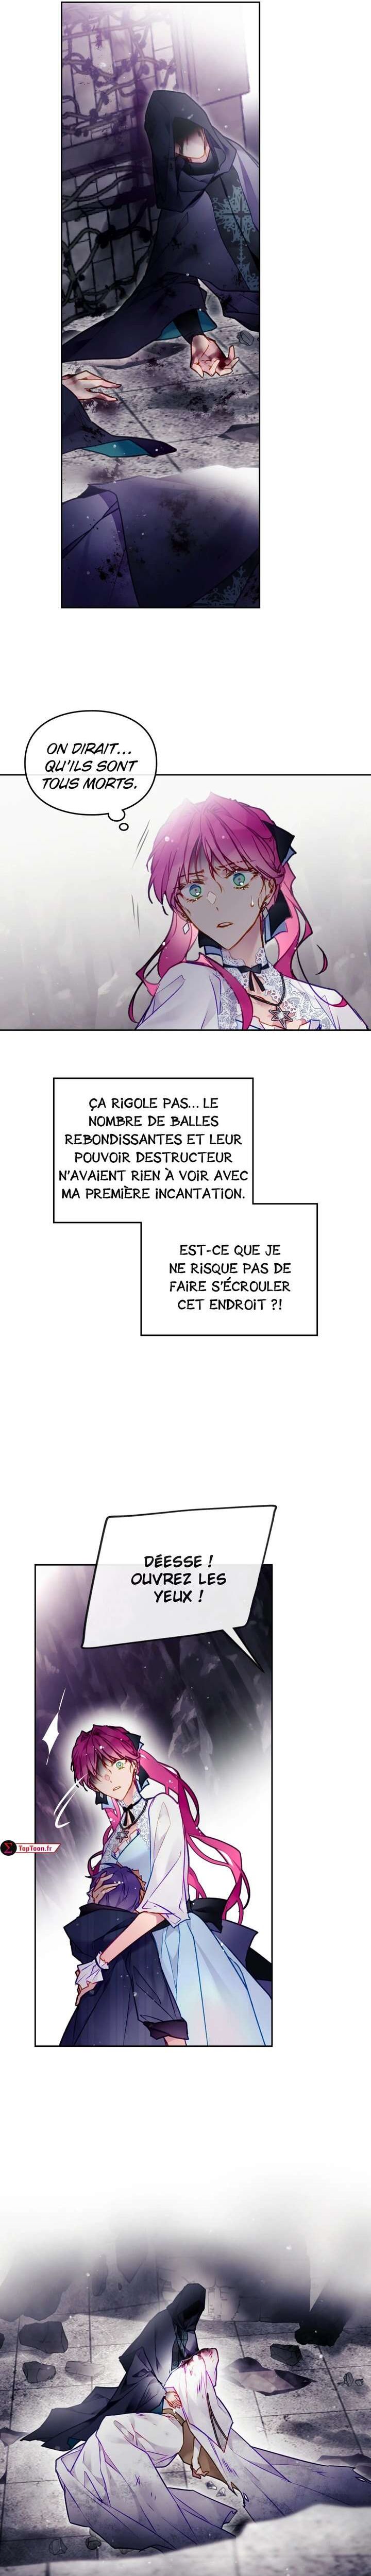 ON DIRAIT...
QU'ILS SONT
TOUS MORTS.
ÇA RIGOLE PAS... LE
NOMBRE DE BALLES
REBONDISSANTES ET LEUR
POUVOIR DESTRUCTEUR
N'AVAIENT RIEN À VOIR AVEC
MA PREMIÈRE INCANTATION.
EST-CE QUE JE
NE RISQUE PAS DE
FAIRE S'ÉCROULER
CET ENDROIT ?!
DÉESSE !
OUVREZ LES
YEUX !
TopToon.fr